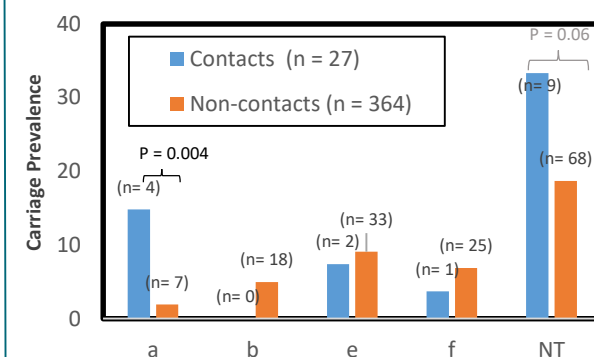 40
30
20
10
0
Carriage Prevalence
Contacts (n = 27)
Non-contacts (n = 364)
P = 0.004
P = 0.06
(n= 4)
(n= 7)
(n= 0)
(n= 18)
(n= 2)
(n= 33)
(n= 1)
(n= 25)
(n= 9)
(n= 68)
a b e f NT